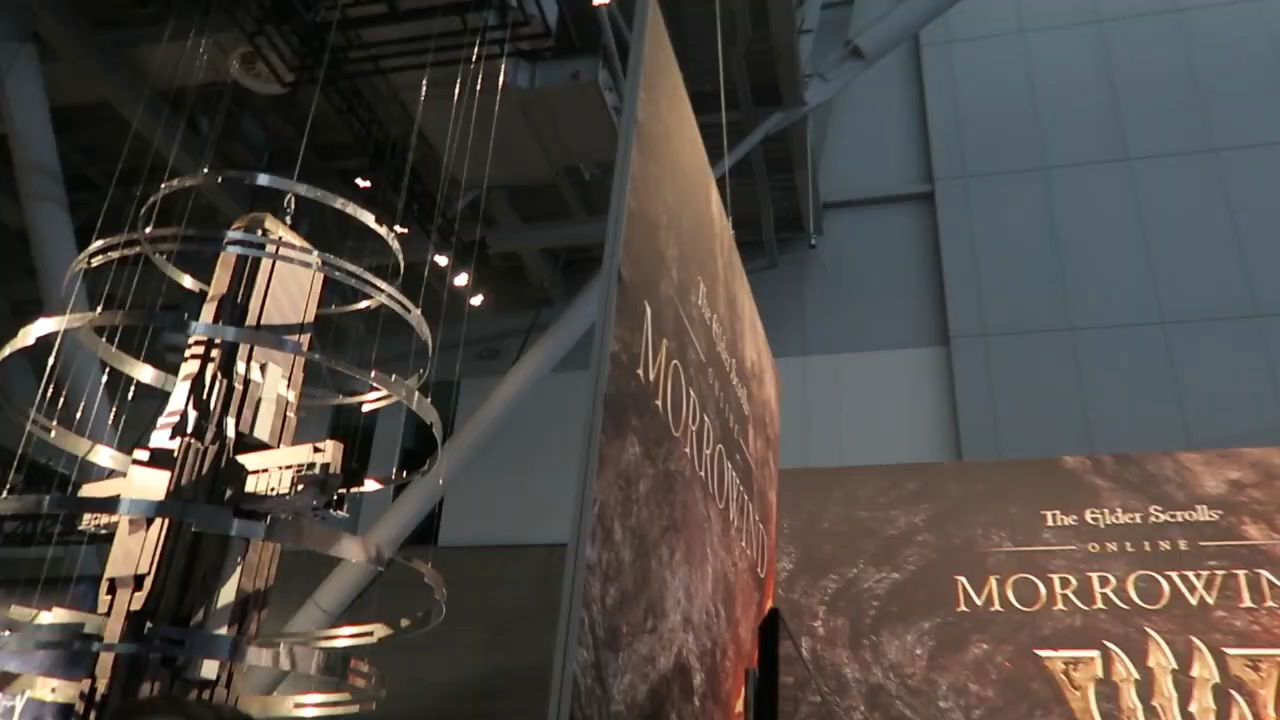 The Elder Scrolls
ONLINE
MORROWIND
The Elder Scrolls
ONLINE
MORROWIN